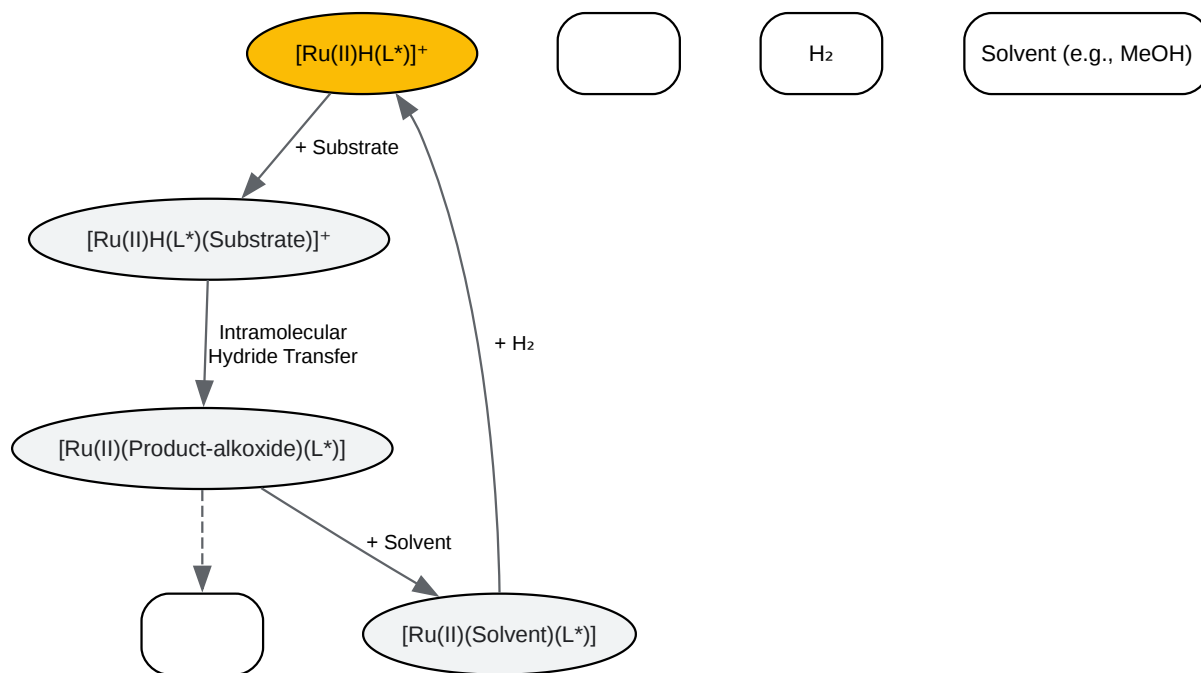 [Ru(II)H(L*)]⁺
H₂
Solvent (e.g., MeOH)
+ Substrate
[Ru(II)H(L*)(Substrate)]⁺
Intramolecular
Hydride Transfer
+ H₂
[Ru(II)(Product-alkoxide)(L*)]
+ Solvent
[Ru(II)(Solvent)(L*)]